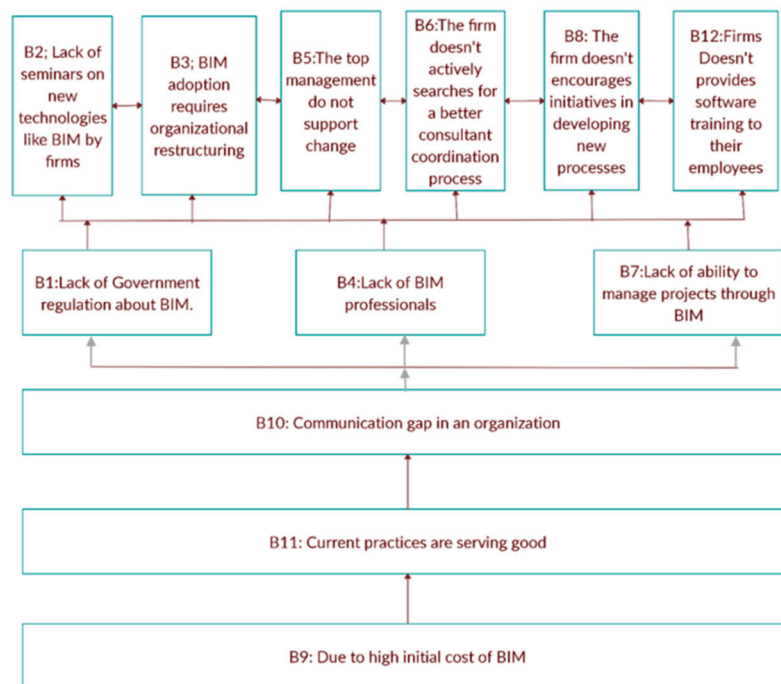 B2; Lack of
seminars on
new
technologies
like BIM by
firms
B3; BIM
adoption
requires
organizational
restructuring
B5:The top
management
do not
support
change
B6:The firm
doesn't
actively
searches for
a better
consultant
coordination
process
B8: The
firm doesn't
encourages
initiatives in
developing
new
processes
B12:Firms
Doesn't
provides
software
training to
their
employees
B1:Lack of Government
regulation about BIM.
B4:Lack of BIM
professionals
B7:Lack of ability to
manage projects through
BIM
B10: Communication gap in an organization
B11: Current practices are serving good
B9: Due to high initial cost of BIM